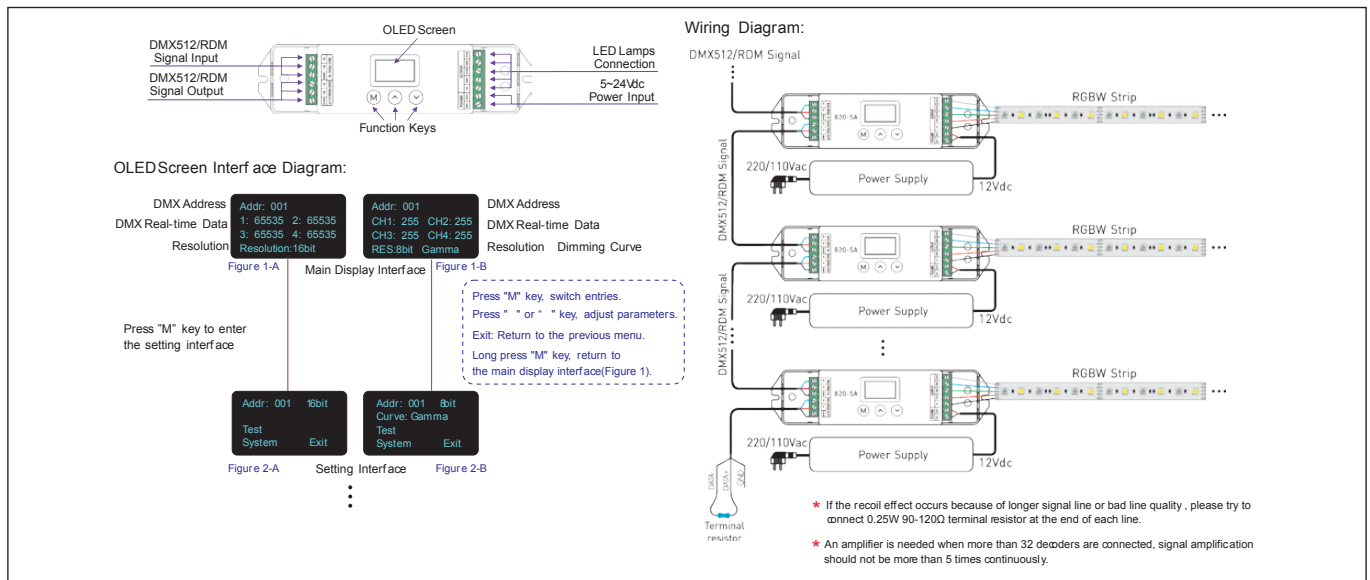 OLED Screen
DMX512/RDM
Signal Input
DMX512/RDM
Signal Output
LED Lamps
Connection
5~24Vdc
Power Input
M
Function Keys
OLED Screen Interface Diagram:
DMX Address
DMX Real-time Data
Resolution
Addr: 001
1: 65535 2: 65535
3: 65535 4: 65535
Resolution:16bit
Figure 1-A
Addr: 001
CH1: 255 CH2: 255
CH3: 255 CH4: 255
RES:8bit Gamma
Figure 1-B
DMX Address
DMX Real-time Data
Resolution Dimming Curve
Main Display Interface
Press "M" key, switch entries.
Press " " or " " key, adjust parameters.
Exit: Return to the previous menu.
Long press "M" key, return to
the main display interface(Figure 1).
Press "M" key to enter
the setting interface
Addr: 001 16bit
Test
System Exit
Figure 2-A
Addr: 001 8bit
Curve: Gamma
Test
System Exit
Figure 2-B
Setting Interface
Wiring Diagram:
DMX512/RDM Signal
820-5A
M
RGBW Strip
220/110Vac
Power Supply
12Vdc
DMX512/RDM Signal
820-5A
M
RGBW Strip
220/110Vac
Power Supply
12Vdc
DMX512/RDM Signal
820-5A
M
RGBW Strip
220/110Vac
Power Supply
12Vdc
DATA-
DATA+
GND
Terminal
resistor
* If the recoil effect occurs because of longer signal line or bad line quality , please try to
connect 0.25W 90-120Ω terminal resistor at the end of each line.
* An amplifier is needed when more than 32 decoders are connected, signal amplification
should not be more than 5 times continuously.